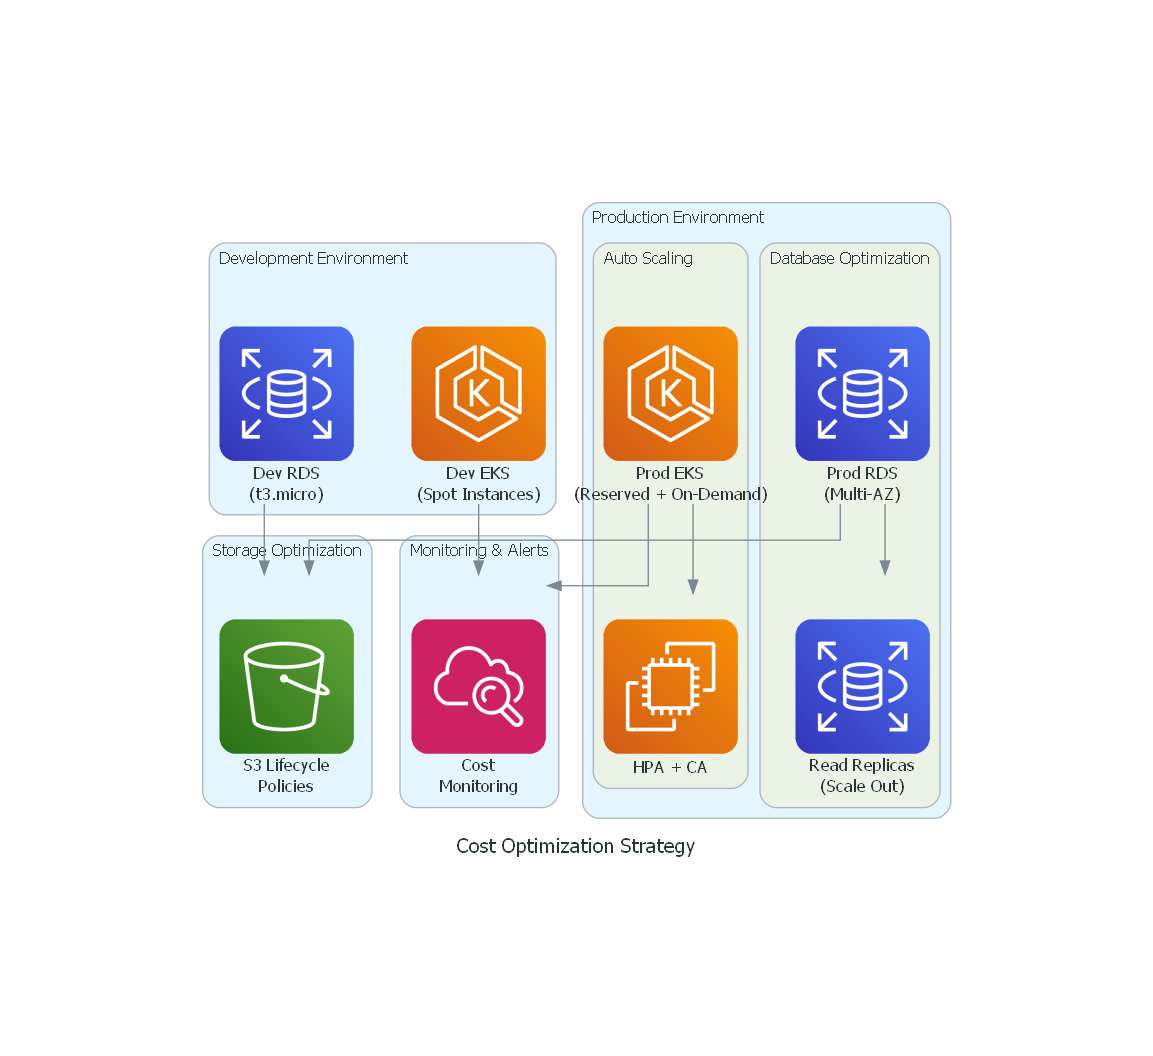 Production Environment
Development Environment
Auto Scaling
Database Optimization
Dev RDS
(t3.micro)
Dev EKS
(Spot Instances)
Prod EKS
(Reserved + On-Demand)
Prod RDS
(Multi-AZ)
Storage Optimization
Monitoring & Alerts
S3 Lifecycle
Policies
Cost
Monitoring
HPA + CA
Read Replicas
(Scale Out)
Cost Optimization Strategy